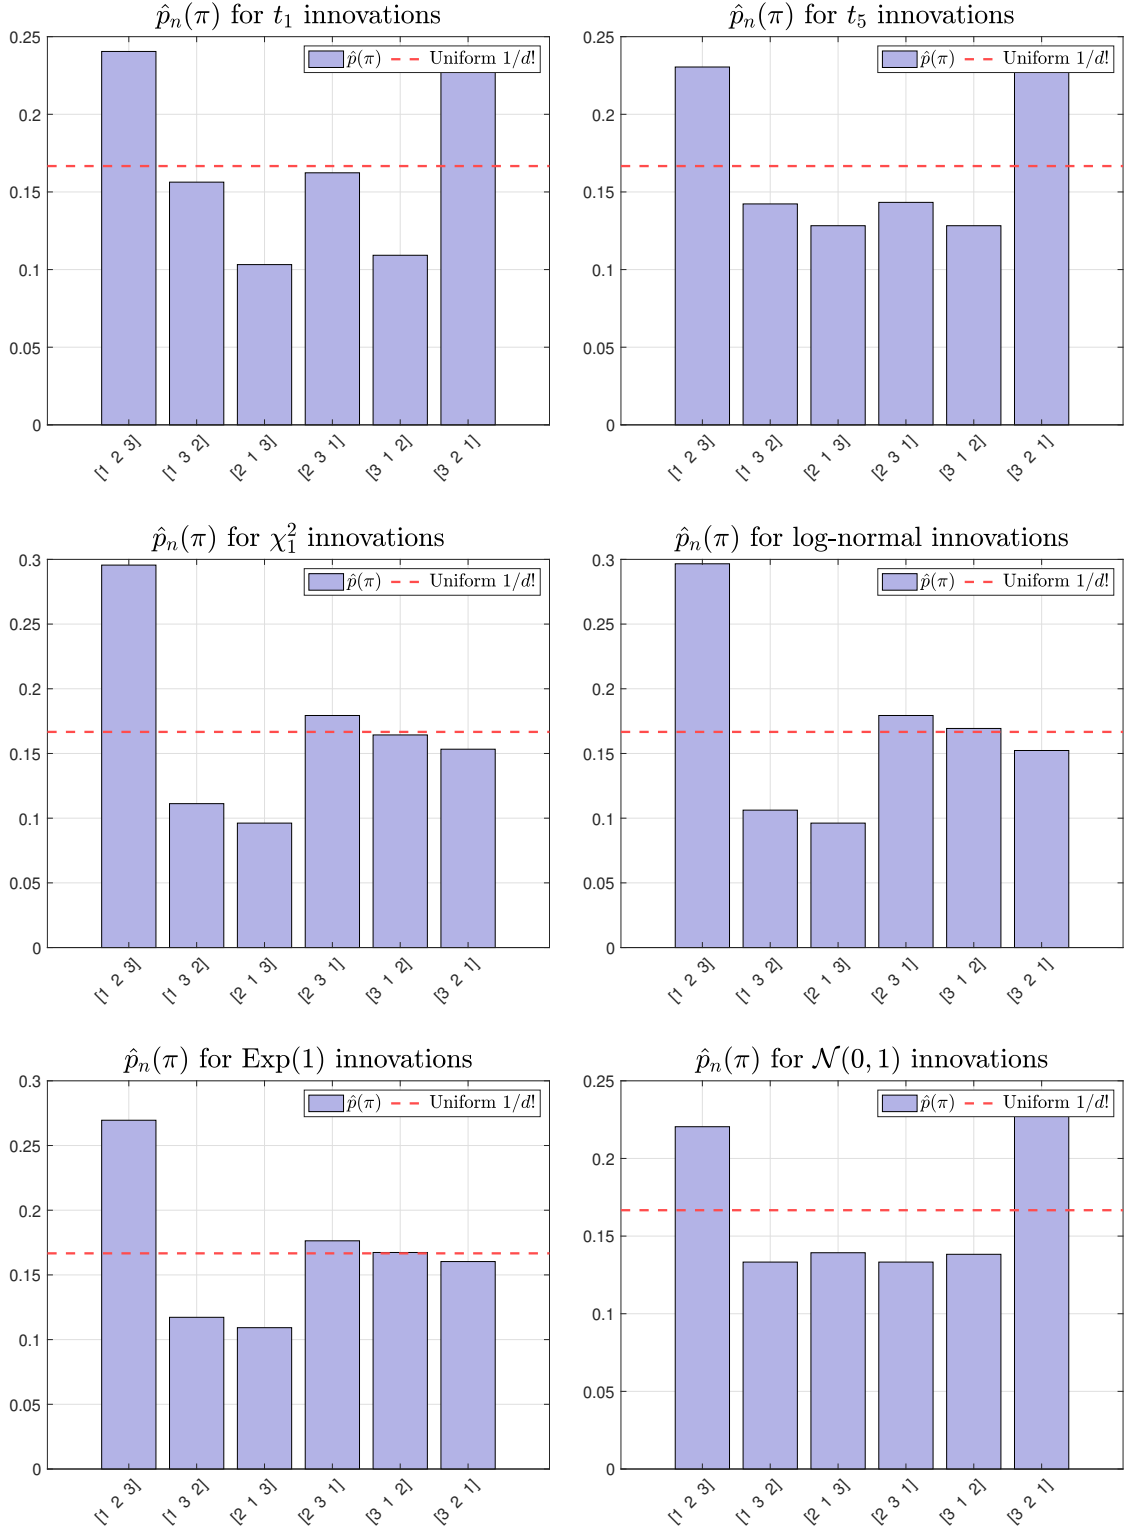 p̂ₙ(π) for t₁ innovations
p̂(π) Uniform 1/d!
0.25
0.2
0.15
0.1
0.05
0
[1 2 3] [1 3 2] [2 1 3] [2 3 1] [3 1 2] [3 2 1]
p̂ₙ(π) for t₅ innovations
p̂(π) Uniform 1/d!
0.25
0.2
0.15
0.1
0.05
0
[1 2 3] [1 3 2] [2 1 3] [2 3 1] [3 1 2] [3 2 1]
p̂ₙ(π) for χ²₁ innovations
p̂(π) Uniform 1/d!
0.3
0.25
0.2
0.15
0.1
0.05
0
[1 2 3] [1 3 2] [2 1 3] [2 3 1] [3 1 2] [3 2 1]
p̂ₙ(π) for log-normal innovations
p̂(π) Uniform 1/d!
0.3
0.25
0.2
0.15
0.1
0.05
0
[1 2 3] [1 3 2] [2 1 3] [2 3 1] [3 1 2] [3 2 1]
p̂ₙ(π) for Exp(1) innovations
p̂(π) Uniform 1/d!
0.3
0.25
0.2
0.15
0.1
0.05
0
[1 2 3] [1 3 2] [2 1 3] [2 3 1] [3 1 2] [3 2 1]
p̂ₙ(π) for 𝒩(0, 1) innovations
p̂(π) Uniform 1/d!
0.25
0.2
0.15
0.1
0.05
0
[1 2 3] [1 3 2] [2 1 3] [2 3 1] [3 1 2] [3 2 1]